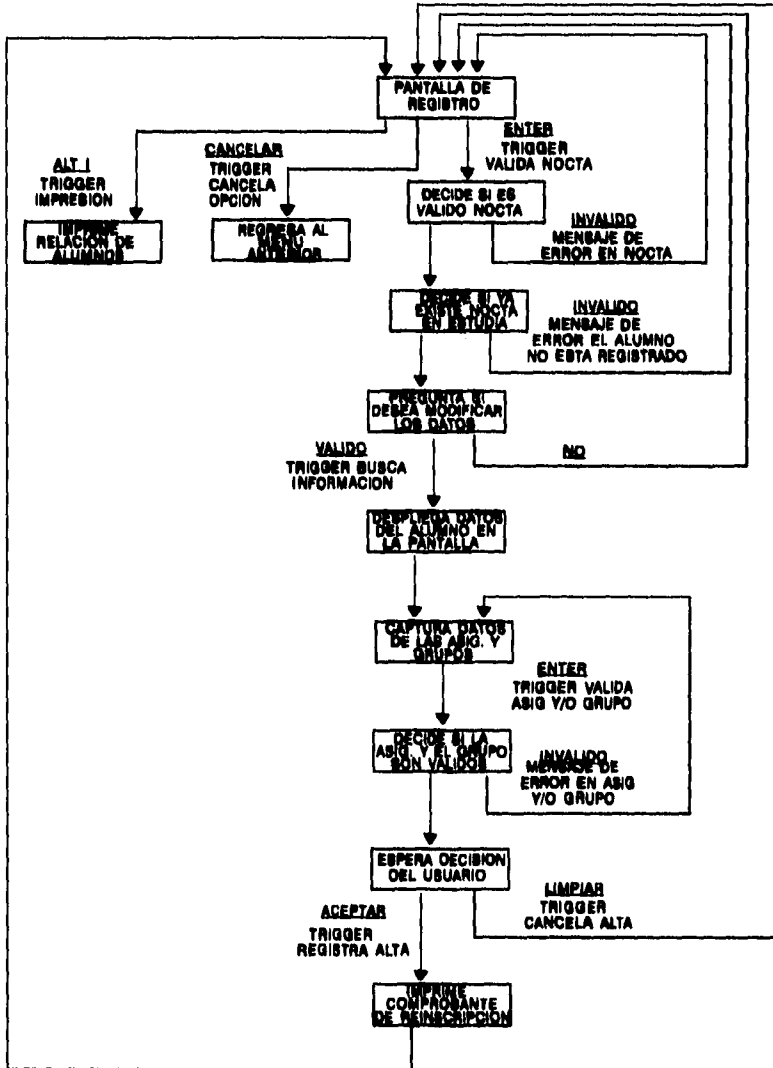 PANTALLA DE
REGISTRO
ALT I
TRIGGER
IMPRESION
CANCELAR
TRIGGER
CANCELA
OPCION
ENTER
TRIGGER
VALIDA NOCTA
IMPRIME
RELACION DE
ALUMNOS
REGRESA AL
MENU
ANTERIOR
DECIDE SI ES
VALIDO NOCTA
INVALIDO
MENSAJE DE
ERROR EN NOCTA
DECIDE SI YA
EXISTE NOCTA
EN ESTUDIA
INVALIDO
MENSAJE DE
ERROR EL ALUMNO
NO ESTA REGISTRADO
PREGUNTA SI
DESEA MODIFICAR
LOS DATOS
VALIDO
TRIGGER BUSCA
INFORMACION
NO
DESPLIEGA DATOS
DEL ALUMNO EN
LA PANTALLA
CAPTURA DATOS
DE LAS ASIG. Y
GRUPOS
ENTER
TRIGGER VALIDA
ASIG Y/O GRUPO
DECIDE SI LA
ASIG. Y EL GRUPO
SON VALIDOS
INVALIDO
MENSAJE DE
ERROR EN ASIG
Y/O GRUPO
ESPERA DECISION
DEL USUARIO
ACEPTAR
TRIGGER
REGISTRA ALTA
LIMPIAR
TRIGGER
CANCELA ALTA
IMPRIME
COMPROBANTE
DE REINSCRIPCION